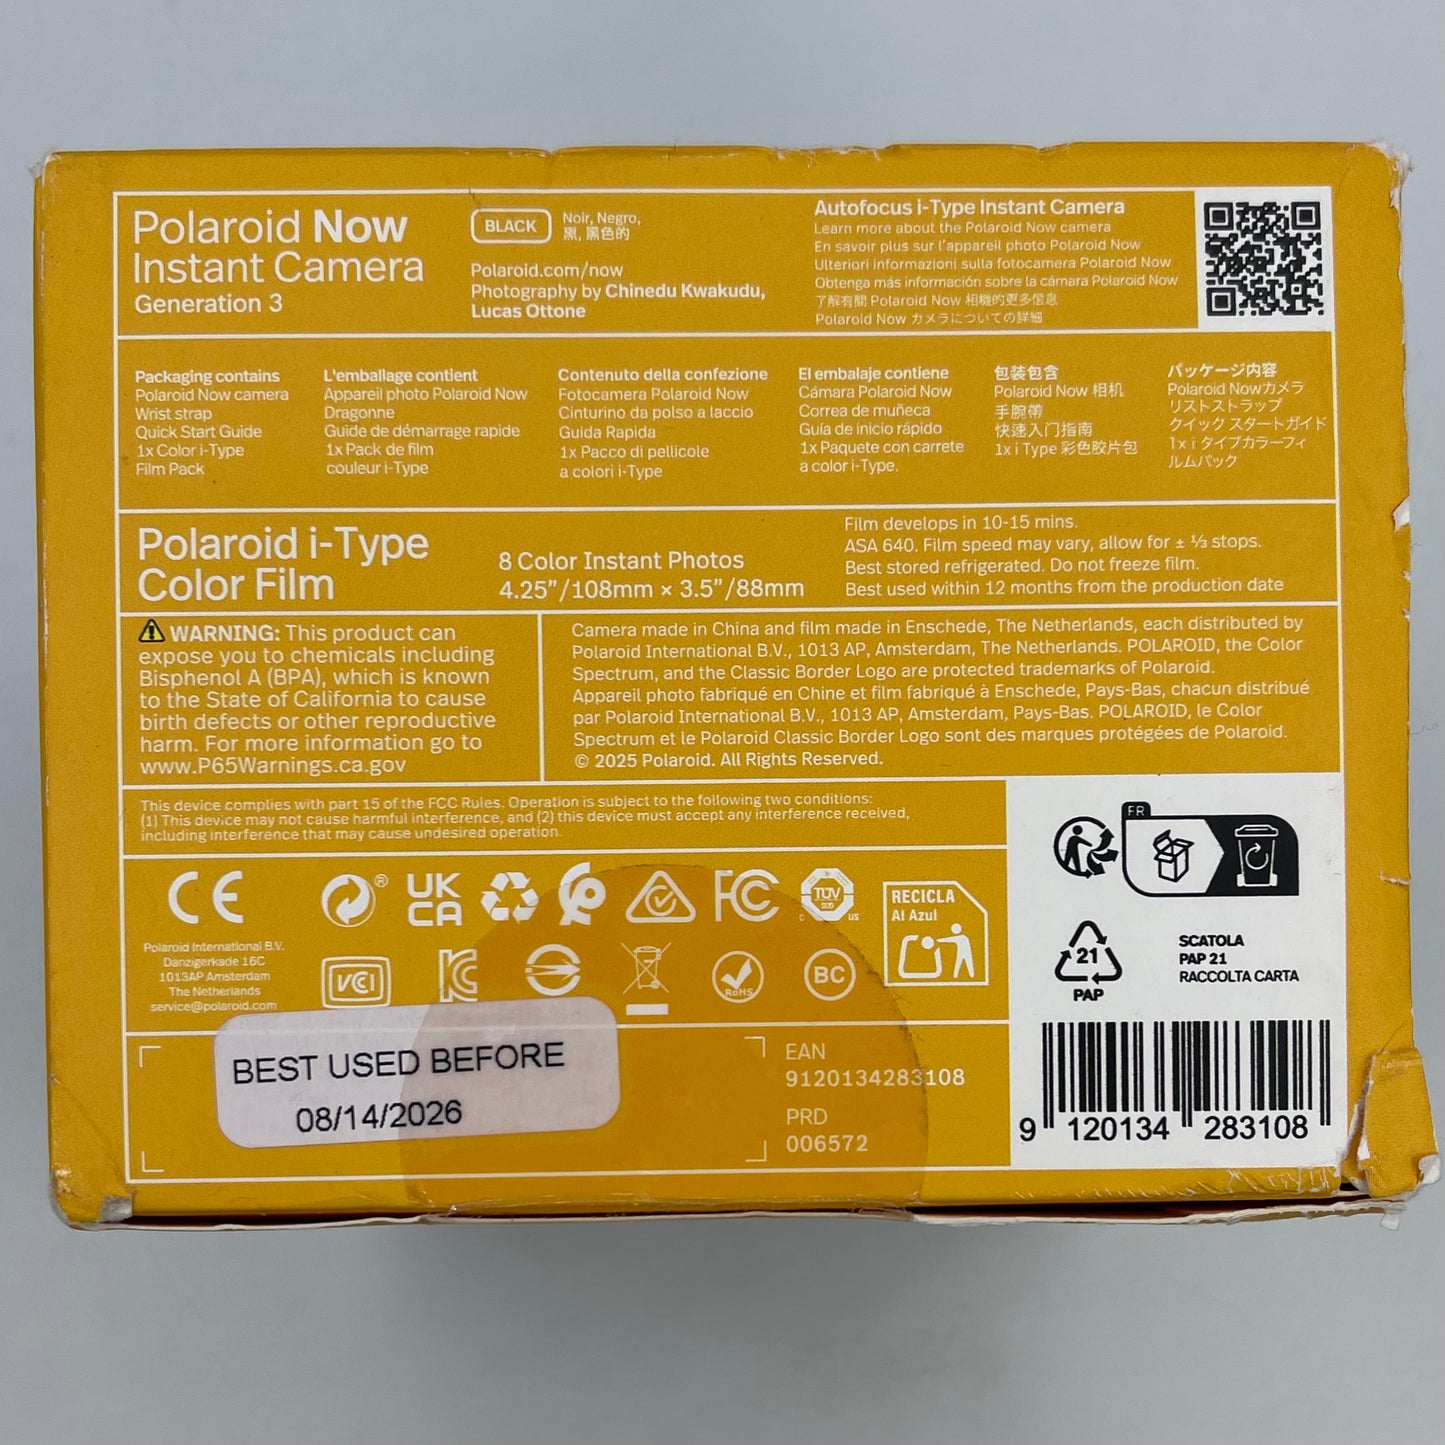 Polaroid Now
Instant Camera
Generation 3
BLACK
Noir, Negro,
黒, 黑色的
Polaroid.com/now
Photography by Chinedu Kwakudu,
Lucas Ottone
Autofocus i-Type Instant Camera
Learn more about the Polaroid Now camera
En savoir plus sur l'appareil photo Polaroid Now
Ulteriori informazioni sulla fotocamera Polaroid Now
Obtenga más información sobre la cámara Polaroid Now
了解有關 Polaroid Now 相機的更多信息
Polaroid Now カメラについての詳細
Packaging contains
Polaroid Now camera
Wrist strap
Quick Start Guide
1x Color i-Type
Film Pack
L'emballage contient
Appareil photo Polaroid Now
Dragonne
Guide de démarrage rapide
1x Pack de film
couleur i-Type
Contenuto della confezione
Fotocamera Polaroid Now
Cinturino da polso a laccio
Guida Rapida
1x Pacco di pellicole
a colori i-Type
El embalaje contiene
Cámara Polaroid Now
Correa de muñeca
Guía de inicio rápido
1x Paquete con carrete
a color i-Type.
包装包含
Polaroid Now 相机
手腕帶
快速入门指南
1x i Type 彩色胶片包
パッケージ内容
Polaroid Nowカメラ
リストストラップ
クイック スタートガイド
1x i タイプカラーフィ
ルムパック
Polaroid i-Type
Color Film
8 Color Instant Photos
4.25"/108mm × 3.5"/88mm
Film develops in 10-15 mins.
ASA 640. Film speed may vary, allow for ± ⅓ stops.
Best stored refrigerated. Do not freeze film.
Best used within 12 months from the production date
WARNING: This product can
expose you to chemicals including
Bisphenol A (BPA), which is known
to the State of California to cause
birth defects or other reproductive
harm. For more information go to
www.P65Warnings.ca.gov
Camera made in China and film made in Enschede, The Netherlands, each distributed by
Polaroid International B.V., 1013 AP, Amsterdam, The Netherlands. POLAROID, the Color
Spectrum, and the Classic Border Logo are protected trademarks of Polaroid.
Appareil photo fabriqué en Chine et film fabriqué à Enschede, Pays-Bas, chacun distribué
par Polaroid International B.V., 1013 AP, Amsterdam, Pays-Bas. POLAROID, le Color
Spectrum et le Polaroid Classic Border Logo sont des marques protégées de Polaroid.
© 2025 Polaroid. All Rights Reserved.
This device complies with part 15 of the FCC Rules. Operation is subject to the following two conditions:
(1) This device may not cause harmful interference, and (2) this device must accept any interference received,
including interference that may cause undesired operation.
CE
Polaroid International B.V.
Danzigerkade 16C
1013AP Amsterdam
The Netherlands
service@polaroid.com
®
UK
CA
FC
TÜV
SÜD
C US
VCI
KC
RoHS
BC
RECICLA
Al Azul
FR
21
PAP
SCATOLA
PAP 21
RACCOLTA CARTA
BEST USED BEFORE
08/14/2026
EAN
9120134283108
PRD
006572
9 120134 283108